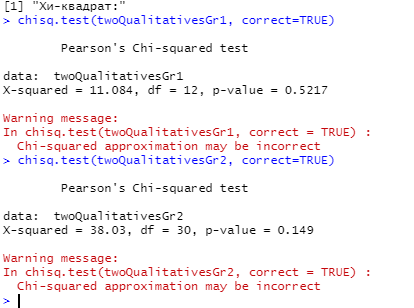 [1] "Хи-квадрат:"
> chisq.test(twoQualitativesGr1, correct=TRUE)
Pearson's Chi-squared test
data:  twoQualitativesGr1
X-squared = 11.084, df = 12, p-value = 0.5217
Warning message:
In chisq.test(twoQualitativesGr1, correct = TRUE) :
Chi-squared approximation may be incorrect
> chisq.test(twoQualitativesGr2, correct=TRUE)
Pearson's Chi-squared test
data:  twoQualitativesGr2
X-squared = 38.03, df = 30, p-value = 0.149
Warning message:
In chisq.test(twoQualitativesGr2, correct = TRUE) :
Chi-squared approximation may be incorrect
>